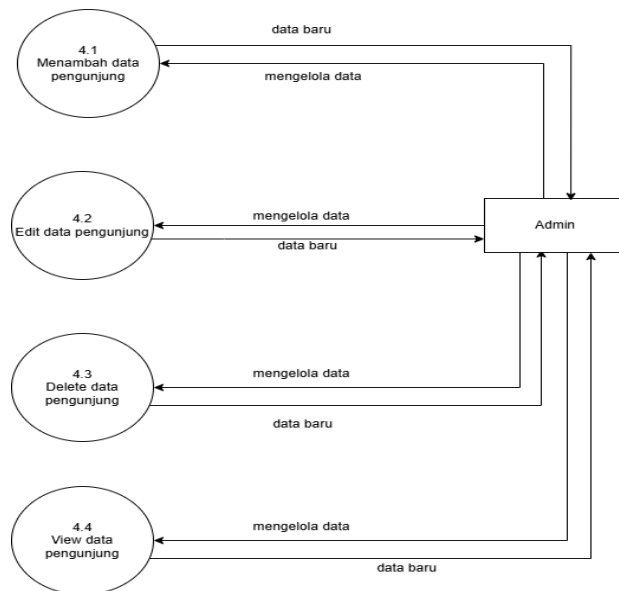 data baru
4.1
Menambah data
pengunjung
mengelola data
4.2
Edit data pengunjung
mengelola data
data baru
Admin
4.3
Delete data
pengunjung
mengelola data
data baru
4.4
View data
pengunjung
mengelola data
data baru